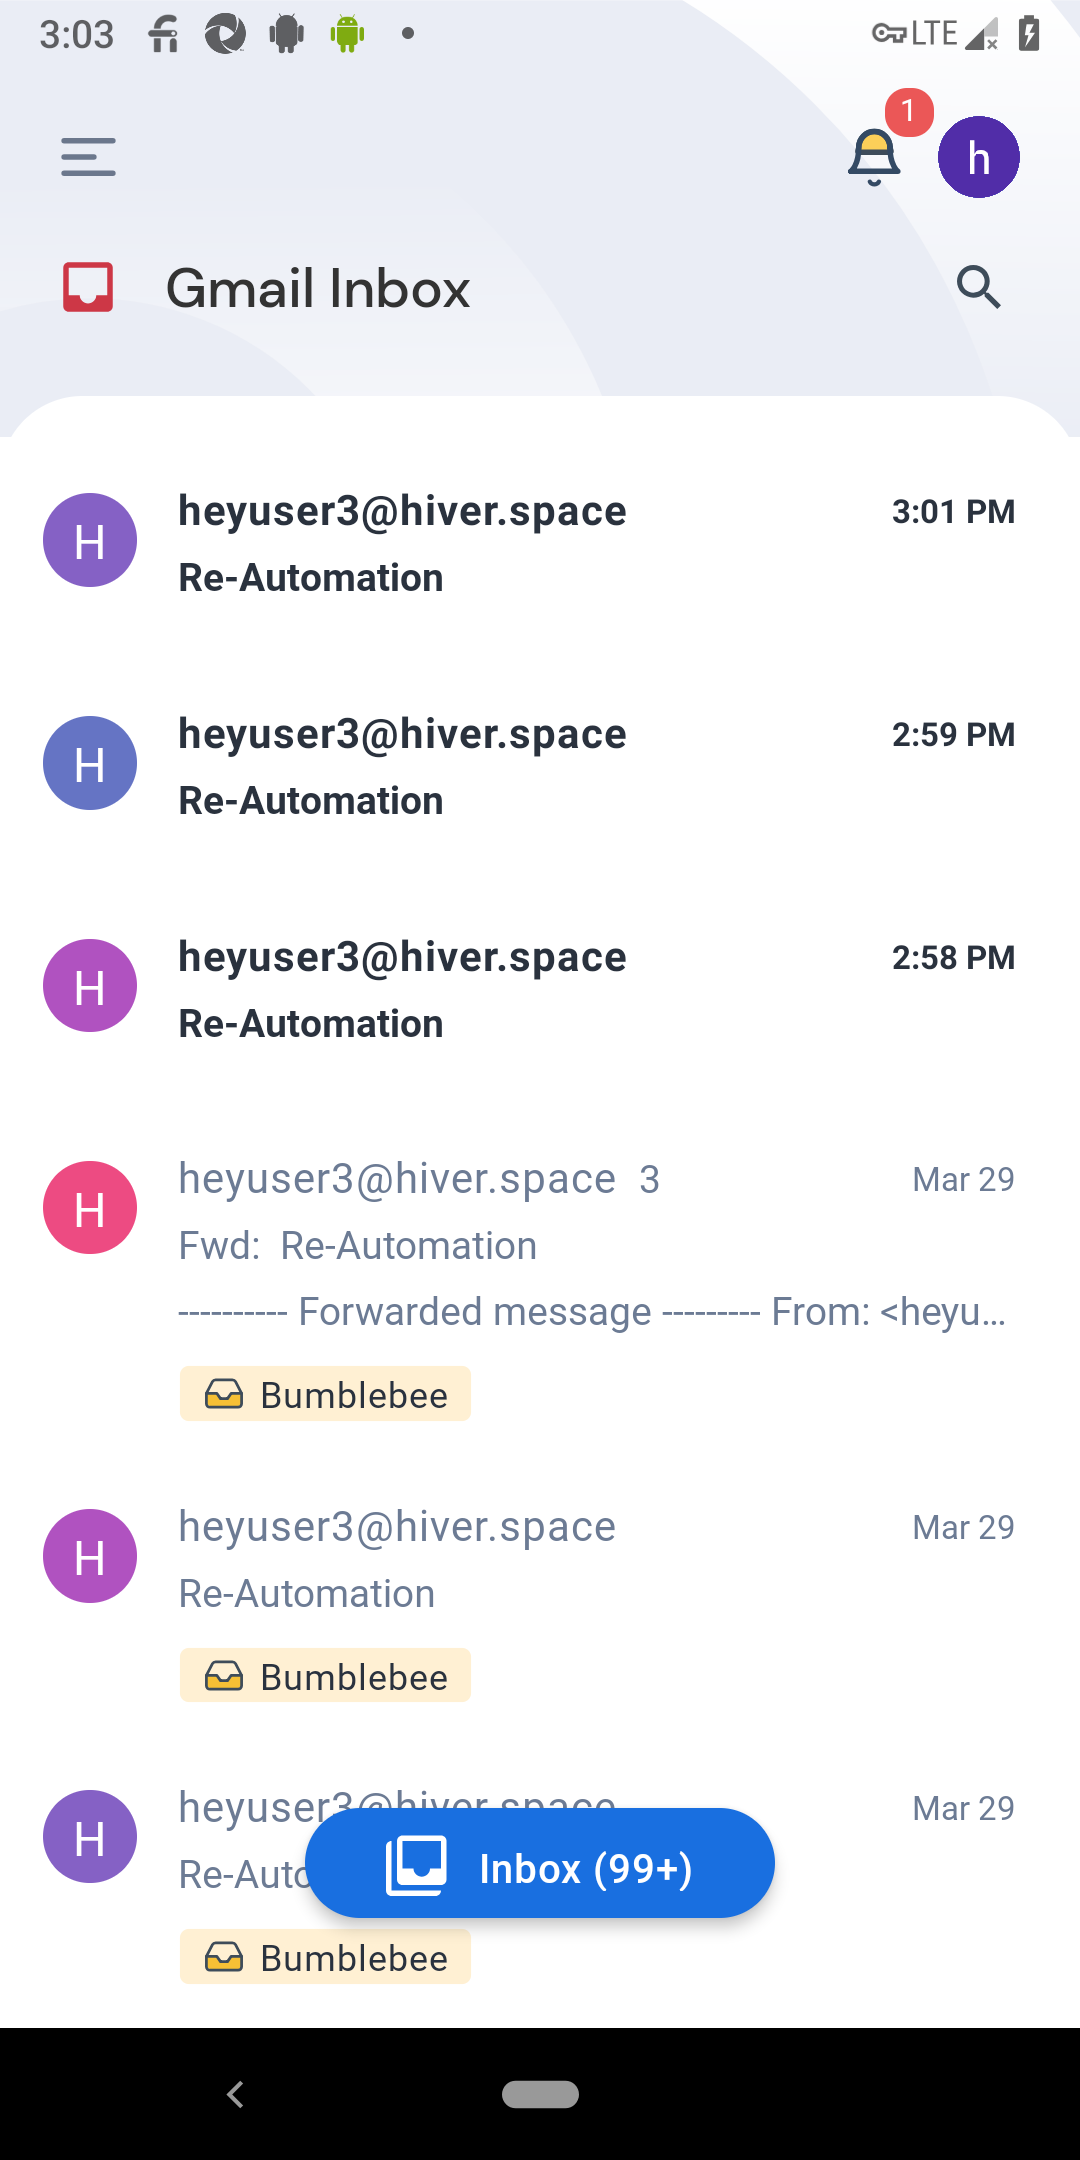 3:03
LTE
1
h
Gmail Inbox
H
heyuser3@hiver.space
3:01 PM
Re-Automation
H
heyuser3@hiver.space
2:59 PM
Re-Automation
H
heyuser3@hiver.space
2:58 PM
Re-Automation
H
heyuser3@hiver.space 3
Mar 29
Fwd: Re-Automation
---------- Forwarded message --------- From: <heyu...
Bumblebee
H
heyuser3@hiver.space
Mar 29
Re-Automation
Bumblebee
H
heyuser3@hiver.space
Mar 29
Re-Auto
Inbox (99+)
Bumblebee